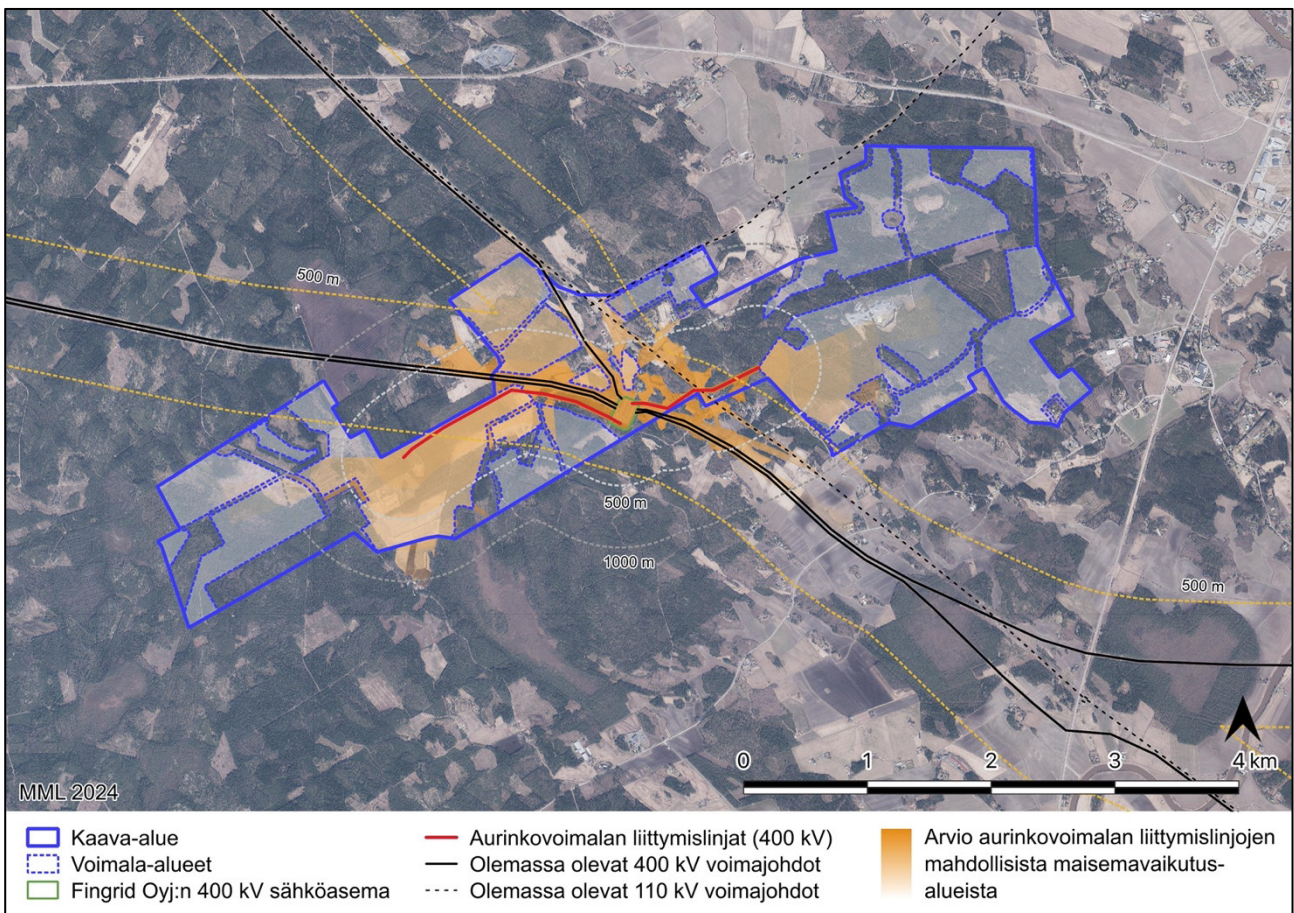 500 m
500 m
1000 m
500 m
0 1 2 3 4 km
MML 2024
Kaava-alue
Voimala-alueet
Fingrid Oyj:n 400 kV sähköasema
Aurinkovoimalan liittymislinjat (400 kV)
Olemassa olevat 400 kV voimajohdot
Olemassa olevat 110 kV voimajohdot
Arvio aurinkovoimalan liittymislinjojen
mahdollisista maisemavaikutus-
alueista